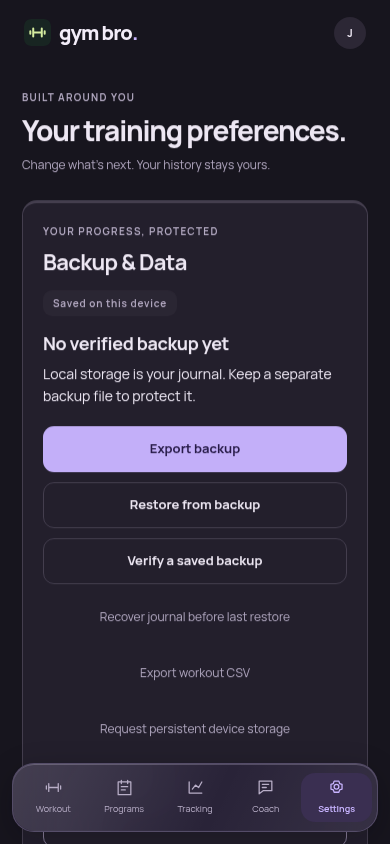 gym bro.
J
BUILT AROUND YOU
Your training preferences.
Change what's next. Your history stays yours.
YOUR PROGRESS, PROTECTED
Backup & Data
Saved on this device
No verified backup yet
Local storage is your journal. Keep a separate
backup file to protect it.
Export backup
Restore from backup
Verify a saved backup
Recover journal before last restore
Export workout CSV
Request persistent device storage
Workout
Programs
Tracking
Coach
Settings